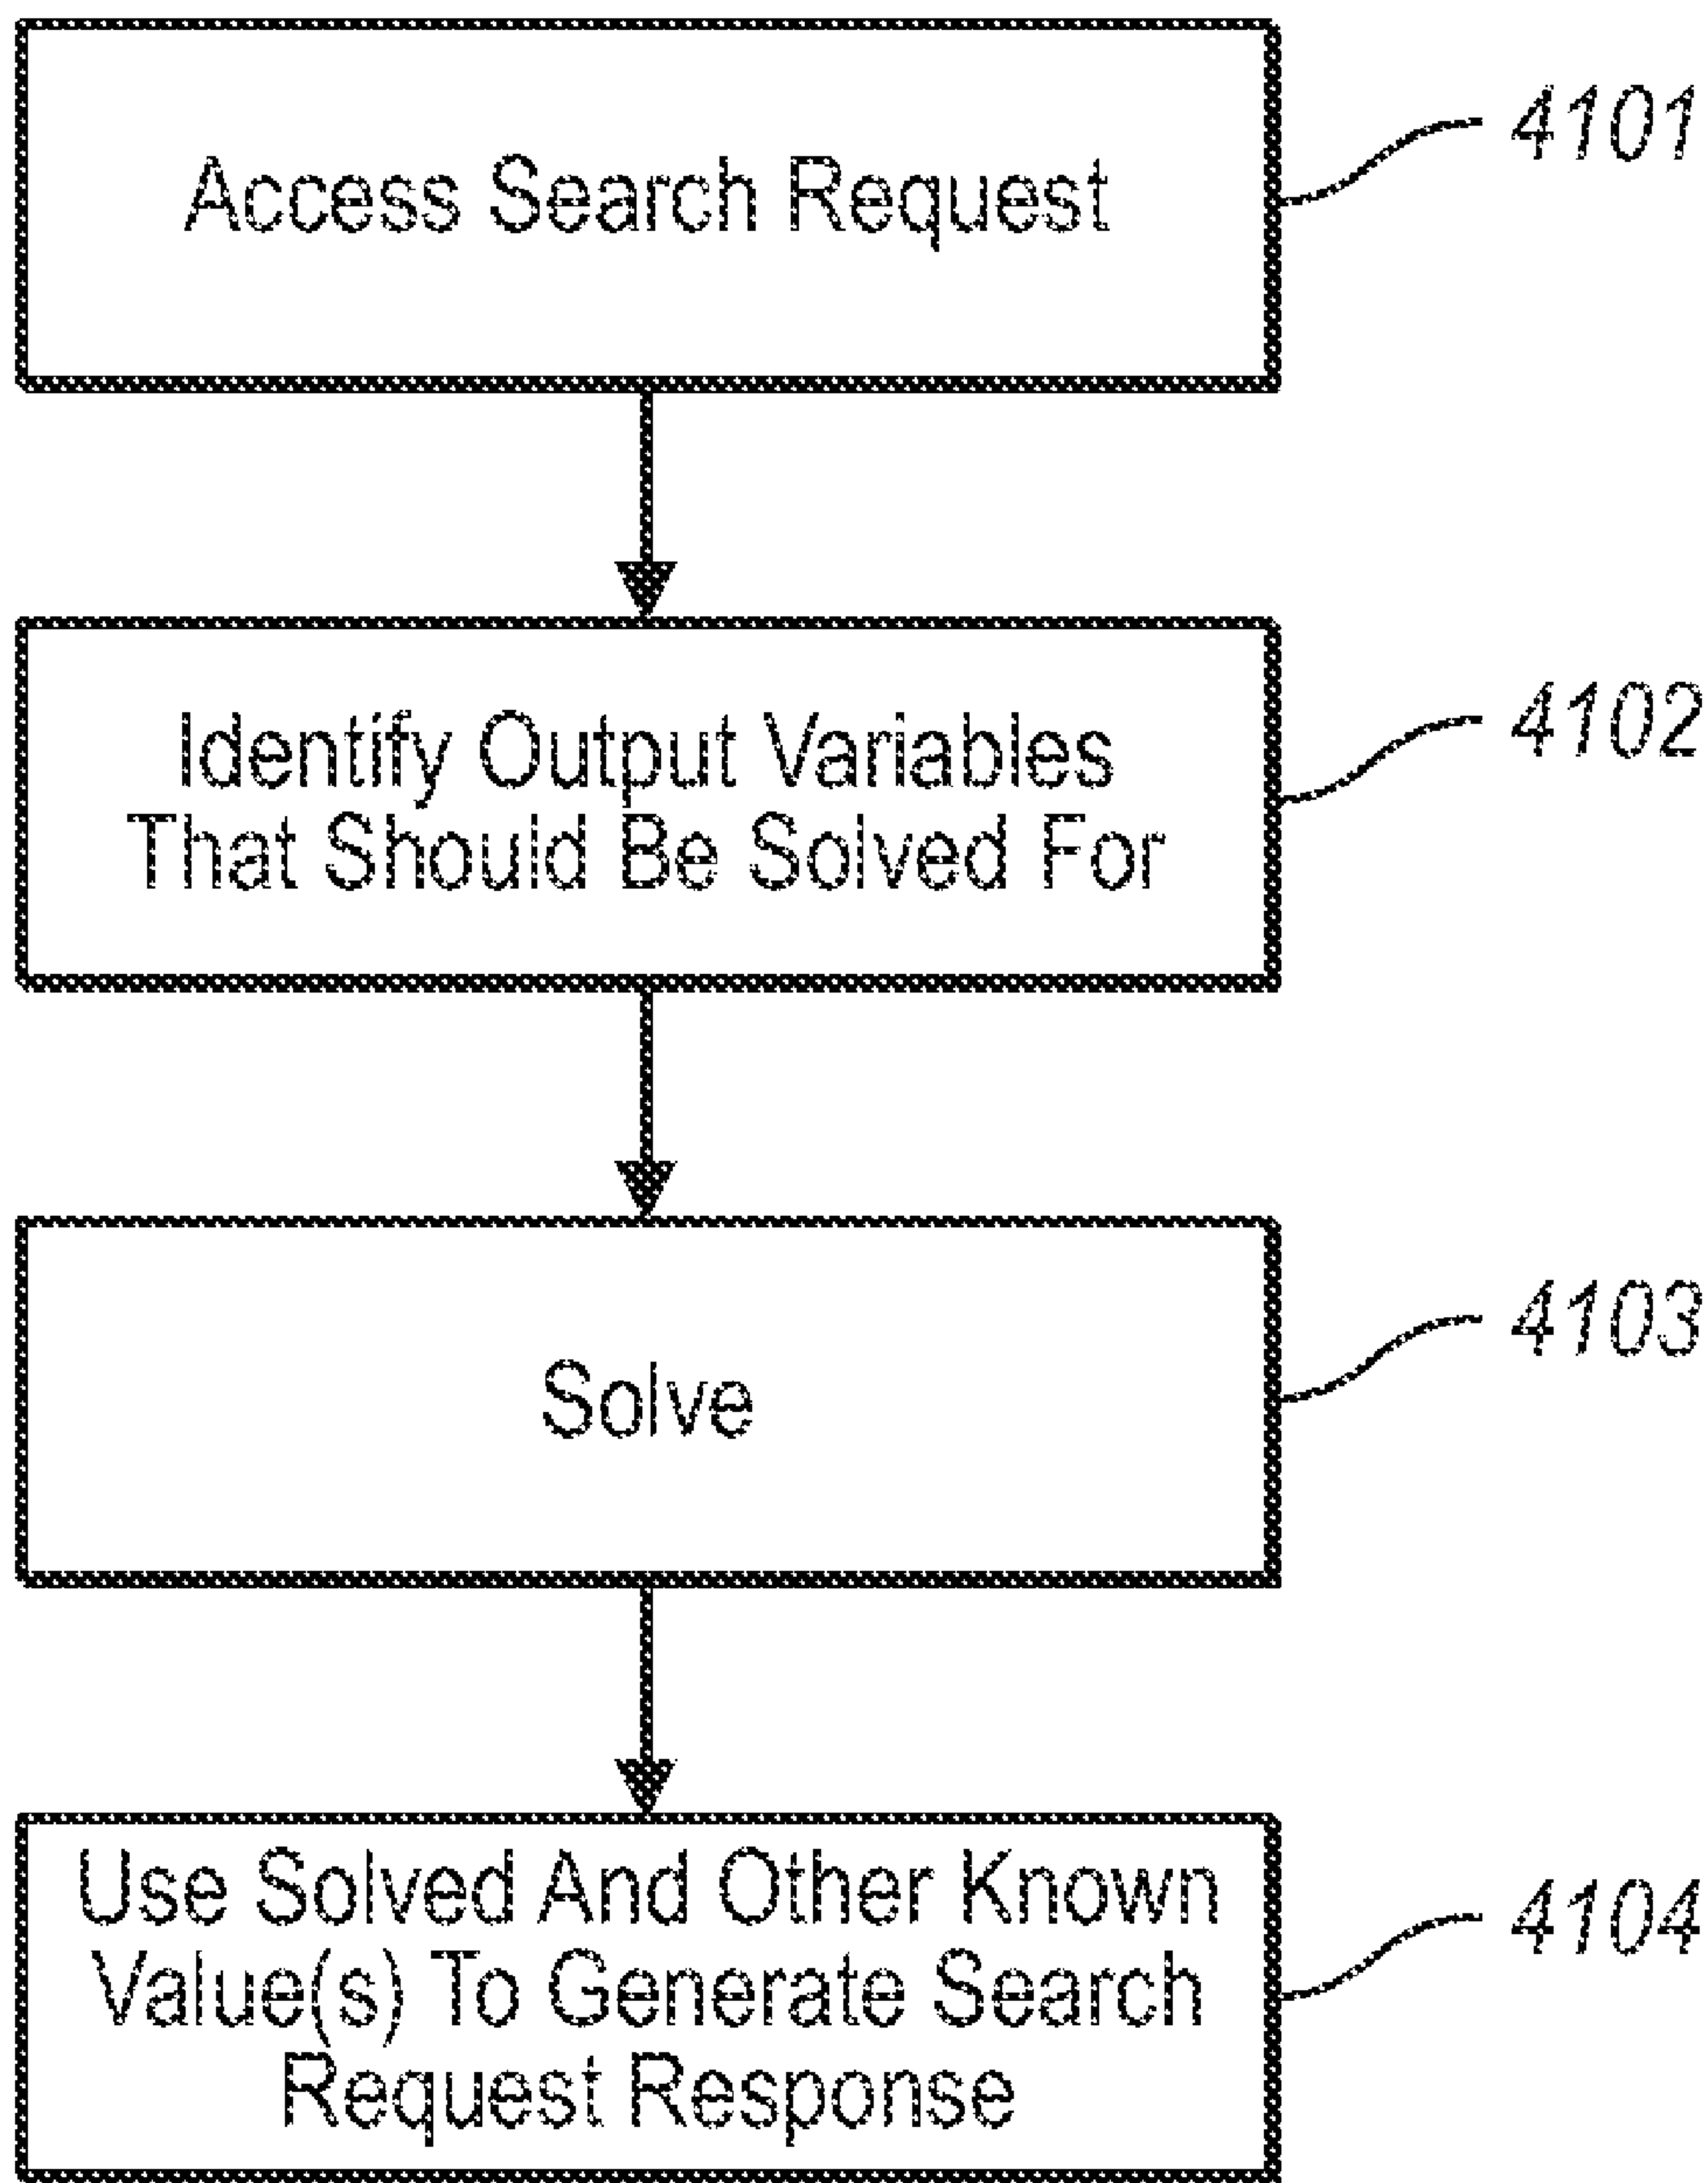 Access Search Request
4101
Identify Output Variables
That Should Be Solved For
4102
Solve
4103
Use Solved And Other Known
Value(s) To Generate Search
Request Response
4104